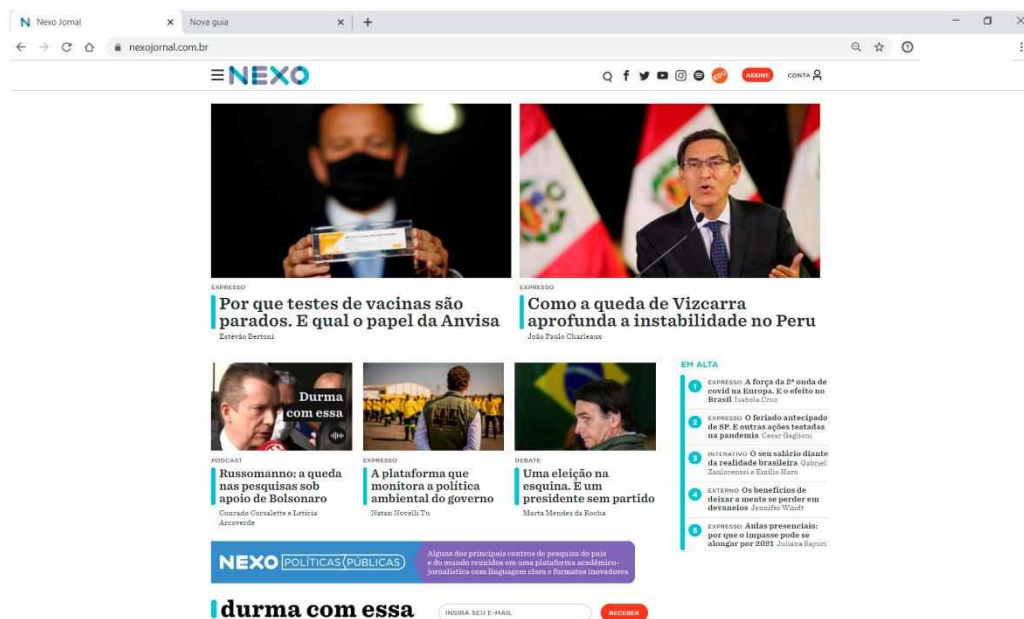 Nexo Jornal
Nova guia
nexojornal.com.br
NEXO
EDU
ASSINE
CONTA
EXPRESSO
Por que testes de vacinas são
parados. E qual o papel da Anvisa
Estêvão Bertoni
EXPRESSO
Como a queda de Vizcarra
aprofunda a instabilidade no Peru
João Paulo Charleaux
Durma
com essa
PODCAST
Russomanno: a queda
nas pesquisas sob
apoio de Bolsonaro
Conrado Corsalette e Letícia
Arcoverde
EXPRESSO
A plataforma que
monitora a política
ambiental do governo
Natan Novelli Tu
DEBATE
Uma eleição na
esquina. E um
presidente sem partido
Marta Mendes da Rocha
EM ALTA
1 EXPRESSO A força da 2ª onda de
covid na Europa. E o efeito no
Brasil Isabela Cruz
2 EXPRESSO O feriado antecipado
de SP. E outras ações testadas
na pandemia Cesar Gaglioni
3 INTERATIVO O seu salário diante
da realidade brasileira Gabriel
Zanlorenssi e Emilio Haro
4 EXTERNO Os benefícios de
deixar a mente se perder em
devaneios Jennifer Windt
5 EXPRESSO Aulas presenciais:
por que o impasse pode se
alongar por 2021 Juliana Sayuri
NEXO POLÍTICAS PÚBLICAS
Alguns dos principais centros de pesquisa do país
e do mundo reunidos em uma plataforma acadêmico-
jornalística com linguagem clara e formatos inovadores
durma com essa
INSIRA SEU E-MAIL
RECEBER